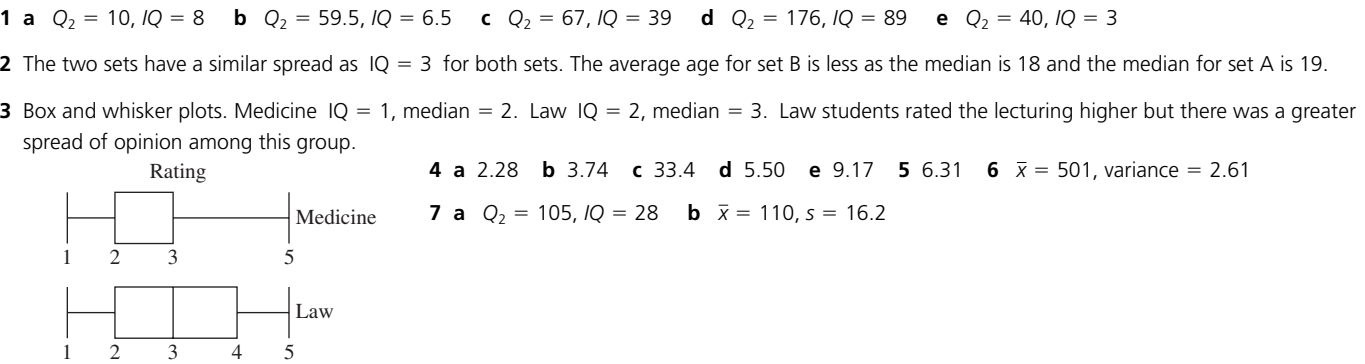 1 a Q₂ = 10, IQ = 8 b Q₂ = 59.5, IQ = 6.5 c Q₂ = 67, IQ = 39 d Q₂ = 176, IQ = 89 e Q₂ = 40, IQ = 3
2 The two sets have a similar spread as IQ = 3 for both sets. The average age for set B is less as the median is 18 and the median for set A is 19.
3 Box and whisker plots. Medicine IQ = 1, median = 2. Law IQ = 2, median = 3. Law students rated the lecturing higher but there was a greater
spread of opinion among this group.
4 a 2.28 b 3.74 c 33.4 d 5.50 e 9.17 5 6.31 6 x̅ = 501, variance = 2.61
7 a Q₂ = 105, IQ = 28 b x̅ = 110, s = 16.2
Rating
Medicine
1 2 3 5
Law
1 2 3 4 5